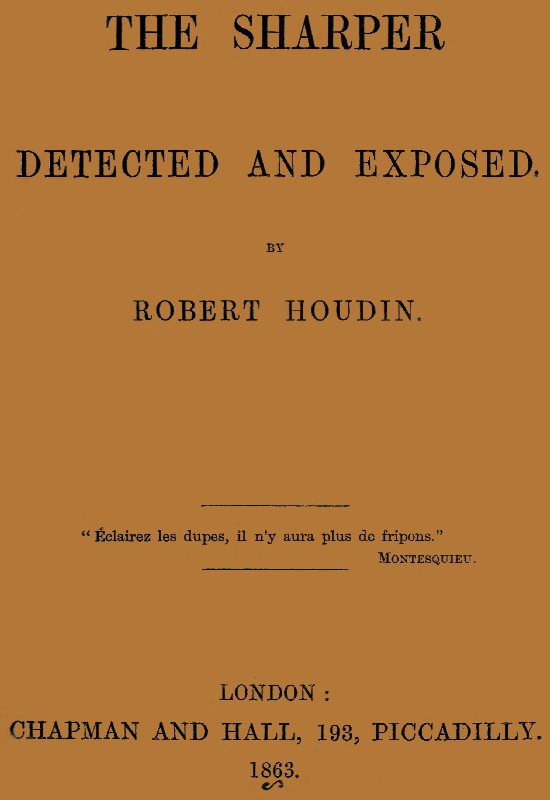 THE SHARPER
DETECTED AND EXPOSED.
BY
ROBERT HOUDIN.
“Éclairez les dupes, il n'y aura plus de fripons.”
MONTESQUIEU.
LONDON:
CHAPMAN AND HALL, 193, PICCADILLY.
1863.